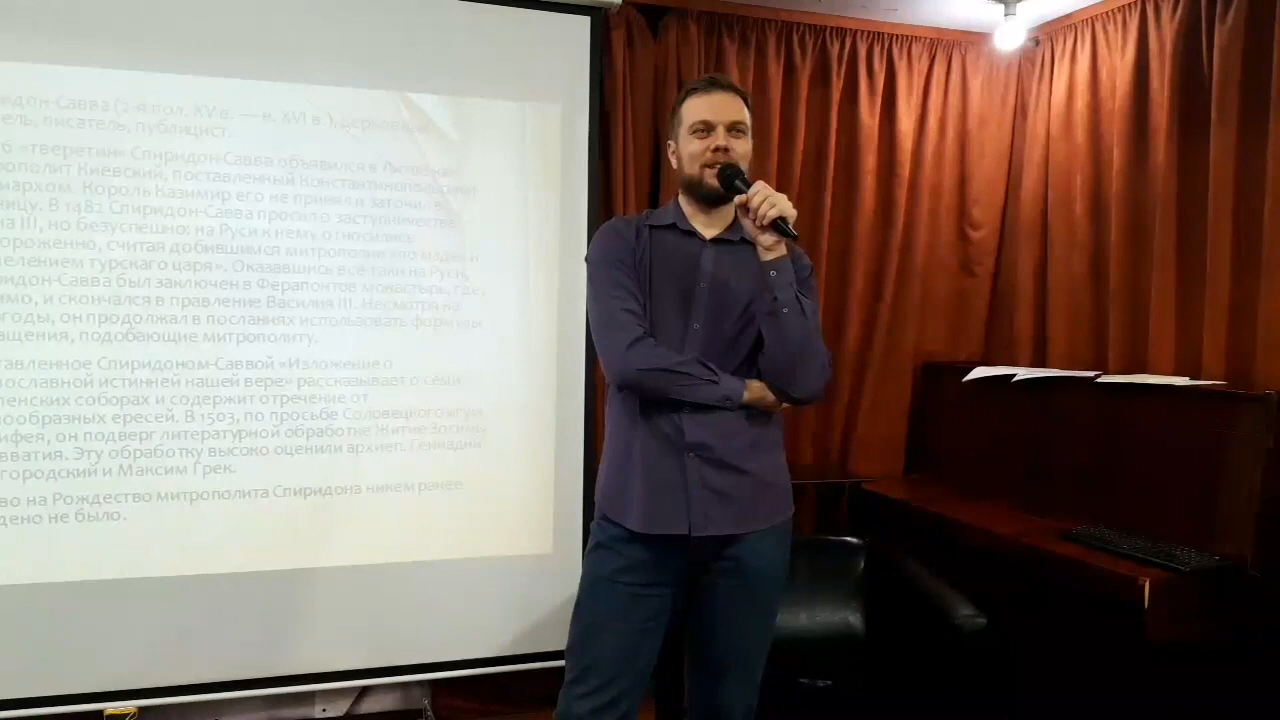 идон-Савва (2-я пол. XV в. — н. XVI в.), церковный
ель, писатель, публицист.
6 «тверетин» Спиридон-Савва объявился в Литве как
рополит Киевский, поставленный Константинопольским
иархом. Король Казимир его не принял и заточил в
ницу. В 1482 Спиридон-Савва просил о заступничестве
на III, но безуспешно: на Руси к нему относились
ороженно, считая добившимся митрополии «по мзде и
елением турскаго царя». Оказавшись все-таки на Руси,
ридон-Савва был заключен в Ферапонтов монастырь, где,
имо, и скончался в правление Василия III. Несмотря на
годы, он продолжал в посланиях использовать формулы
ащения, подобающие митрополиту.
тавленное Спиридоном-Саввой «Изложение о
вославной истинней нашей вере» рассказывает о семи
ленских соборах и содержит отречение от
нообразных ересей. В 1503, по просьбе Соловецкого игум.
ифея, он подверг литературной обработке Житие Зосимы
вватия. Эту обработку высоко оценили архиеп. Геннадий
городский и Максим Грек.
во на Рождество митрополита Спиридона никем ранее
дено не было.